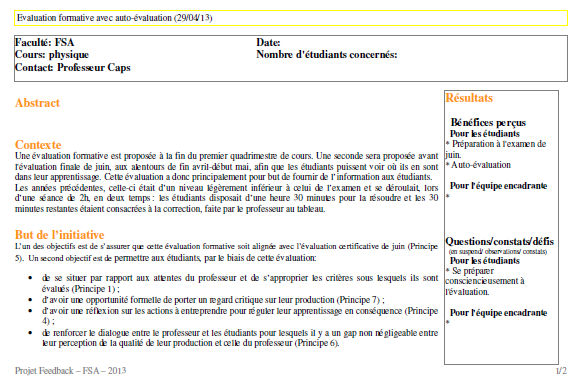 Evaluation formative avec auto-évaluation (29/04/13)
Faculté: FSA
Date:
Cours: physique
Nombre d'étudiants concernés:
Contact: Professeur Caps
Abstract
Contexte
Une évaluation formative est proposée à la fin du premier quadrimestre de cours. Une seconde sera proposée avant
l'évaluation finale de juin, aux alentours de fin avril-début mai, afin que les étudiants puissent voir où ils en sont
dans leur apprentissage. Cette évaluation a donc principalement pour but de fournir de l'information aux étudiants.
Les années précédentes, celle-ci était d'un niveau légèrement inférieur à celui de l'examen et se déroulait, lors
d'une séance de 2h, en deux temps : les étudiants disposait d'une heure 30 minutes pour la résoudre et les 30
minutes restantes étaient consacrées à la correction, faite par le professeur au tableau.
But de l'initiative
L'un des objectifs est de s'assurer que cette évaluation formative soit alignée avec l'évaluation certificative de juin (Principe
5). Un second objectif est de permettre aux étudiants, par le biais de cette évaluation:
• de se situer par rapport aux attentes du professeur et de s'approprier les critères sous lesquels ils sont
évalués (Principe 1) ;
• d'avoir une opportunité formelle de porter un regard critique sur leur production (Principe 7) ;
• d'avoir une réflexion sur les actions à entreprendre pour réguler leur apprentissage en conséquence (Principe
4) ;
• de renforcer le dialogue entre le professeur et les étudiants pour lesquels il y a un gap non négligeable entre
leur perception de la qualité de leur production et celle du professeur (Principe 6).
Résultats
Bénéfices perçus
Pour les étudiants
* Préparation à l'examen de
juin.
* Auto-évaluation
Pour l'équipe encadrante
*
Questions/constats/défis
(en suspend/ observations/ constats)
Pour les étudiants
* Se préparer
consciencieusement à
l'évaluation.
Pour l'équipe encadrante
*
Projet Feedback – FSA – 2013
1/2